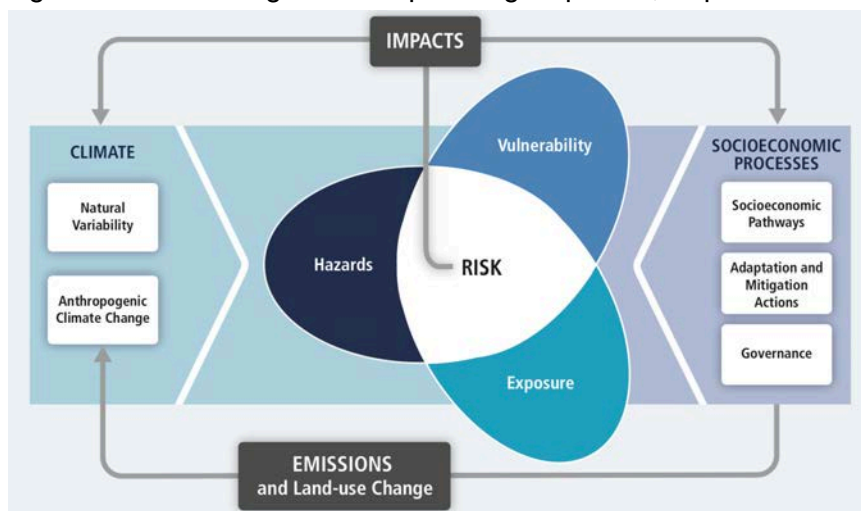 IMPACTS
CLIMATE
Natural
Variability
Anthropogenic
Climate Change
Vulnerability
Hazards
RISK
Exposure
SOCIOECONOMIC
PROCESSES
Socioeconomic
Pathways
Adaptation and
Mitigation
Actions
Governance
EMISSIONS
and Land-use Change